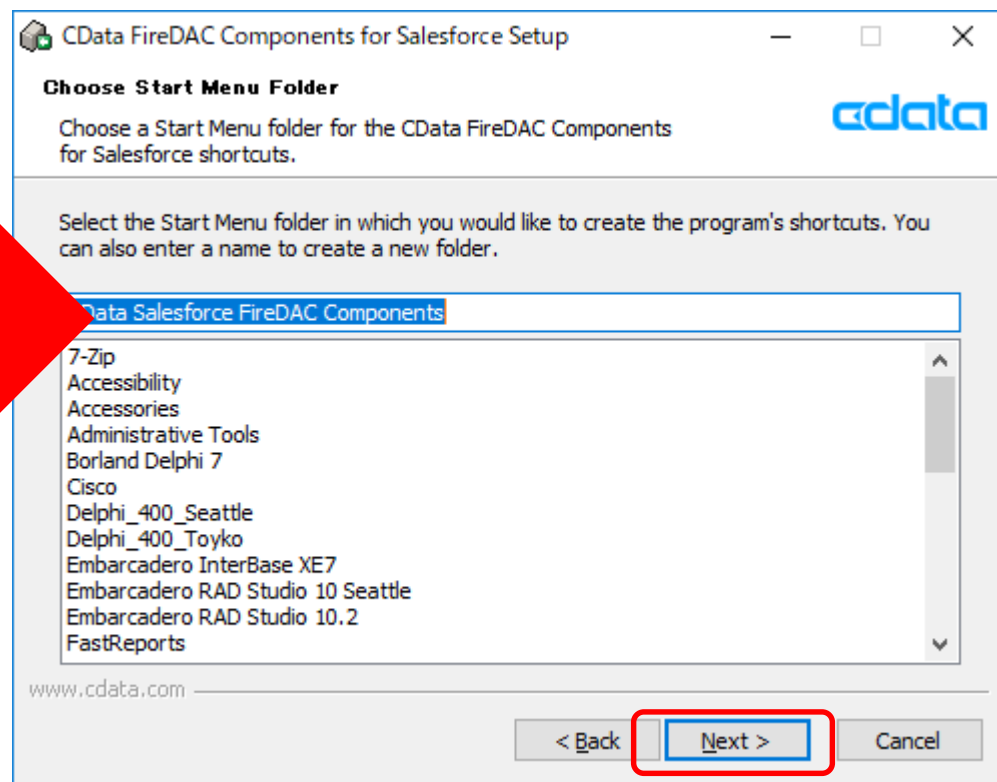 CData FireDAC Components for Salesforce Setup
Choose Start Menu Folder
cdata
Choose a Start Menu folder for the CData FireDAC Components
for Salesforce shortcuts.
Select the Start Menu folder in which you would like to create the program's shortcuts. You
can also enter a name to create a new folder.
Data Salesforce FireDAC Components
7-Zip
Accessibility
Accessories
Administrative Tools
Borland Delphi 7
Cisco
Delphi_400_Seattle
Delphi_400_Toyko
Embarcadero InterBase XE7
Embarcadero RAD Studio 10 Seattle
Embarcadero RAD Studio 10.2
FastReports
www.cdata.com
< Back Next > Cancel